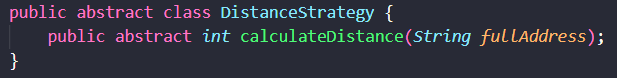 public abstract class DistanceStrategy {
    public abstract int calculateDistance(String fullAddress);
}